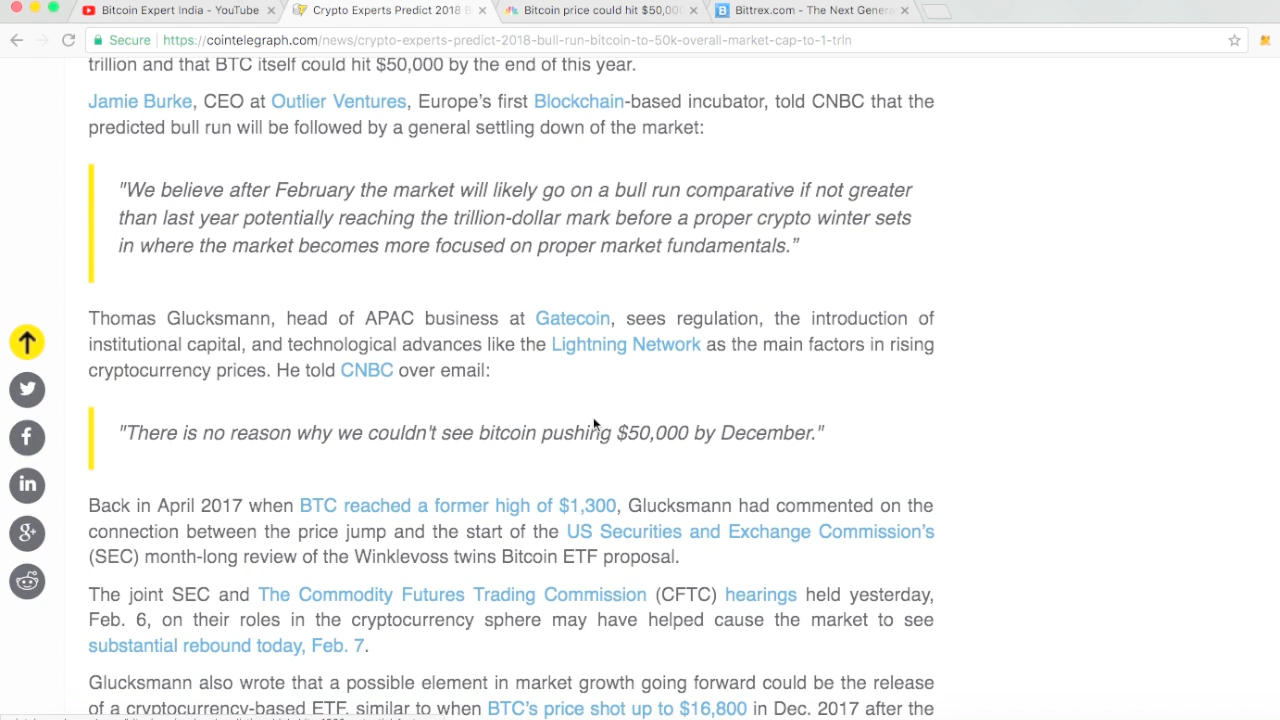 Bitcoin Expert India - YouTube
Crypto Experts Predict 2018 B
Bitcoin price could hit $50,000
Bittrex.com - The Next Genera
Secure https://cointelegraph.com/news/crypto-experts-predict-2018-bull-run-bitcoin-to-50k-overall-market-cap-to-1-trln
trillion and that BTC itself could hit $50,000 by the end of this year.
Jamie Burke, CEO at Outlier Ventures, Europe's first Blockchain-based incubator, told CNBC that the
predicted bull run will be followed by a general settling down of the market:
"We believe after February the market will likely go on a bull run comparative if not greater
than last year potentially reaching the trillion-dollar mark before a proper crypto winter sets
in where the market becomes more focused on proper market fundamentals.”
Thomas Glucksmann, head of APAC business at Gatecoin, sees regulation, the introduction of
institutional capital, and technological advances like the Lightning Network as the main factors in rising
cryptocurrency prices. He told CNBC over email:
"There is no reason why we couldn't see bitcoin pushing $50,000 by December."
Back in April 2017 when BTC reached a former high of $1,300, Glucksmann had commented on the
connection between the price jump and the start of the US Securities and Exchange Commission's
(SEC) month-long review of the Winklevoss twins Bitcoin ETF proposal.
The joint SEC and The Commodity Futures Trading Commission (CFTC) hearings held yesterday,
Feb. 6, on their roles in the cryptocurrency sphere may have helped cause the market to see
substantial rebound today, Feb. 7.
Glucksmann also wrote that a possible element in market growth going forward could be the release
of a cryptocurrency-based ETF, similar to when BTC's price shot up to $16,800 in Dec. 2017 after the